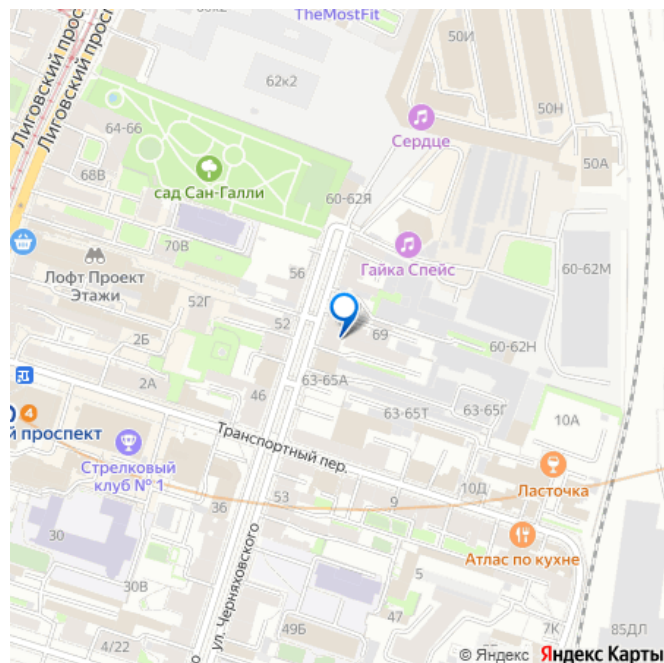 TheMostFit
50И
62к2
Лиговский прос
Лиговский просп
64-66
50Н
Сердце
50А
68В
сад Сан-Галли
60-62Я
70В
56
Гайка Спейс
60-62М
Лофт Проект
Этажи
52Г
52
69
2Б
60-62Н
2А
46
63-65А
63-65Т
63-65Г
10А
4
й проспект
Транспортный пер.
Стрелковый
клуб № 1
53
10Д
Ласточка
36
9
30
Атлас по кухне
ул. Черняховского
5
30В
47
4/22
49Б
7К
85ДЛ
© Яндекс Яндекс Карты